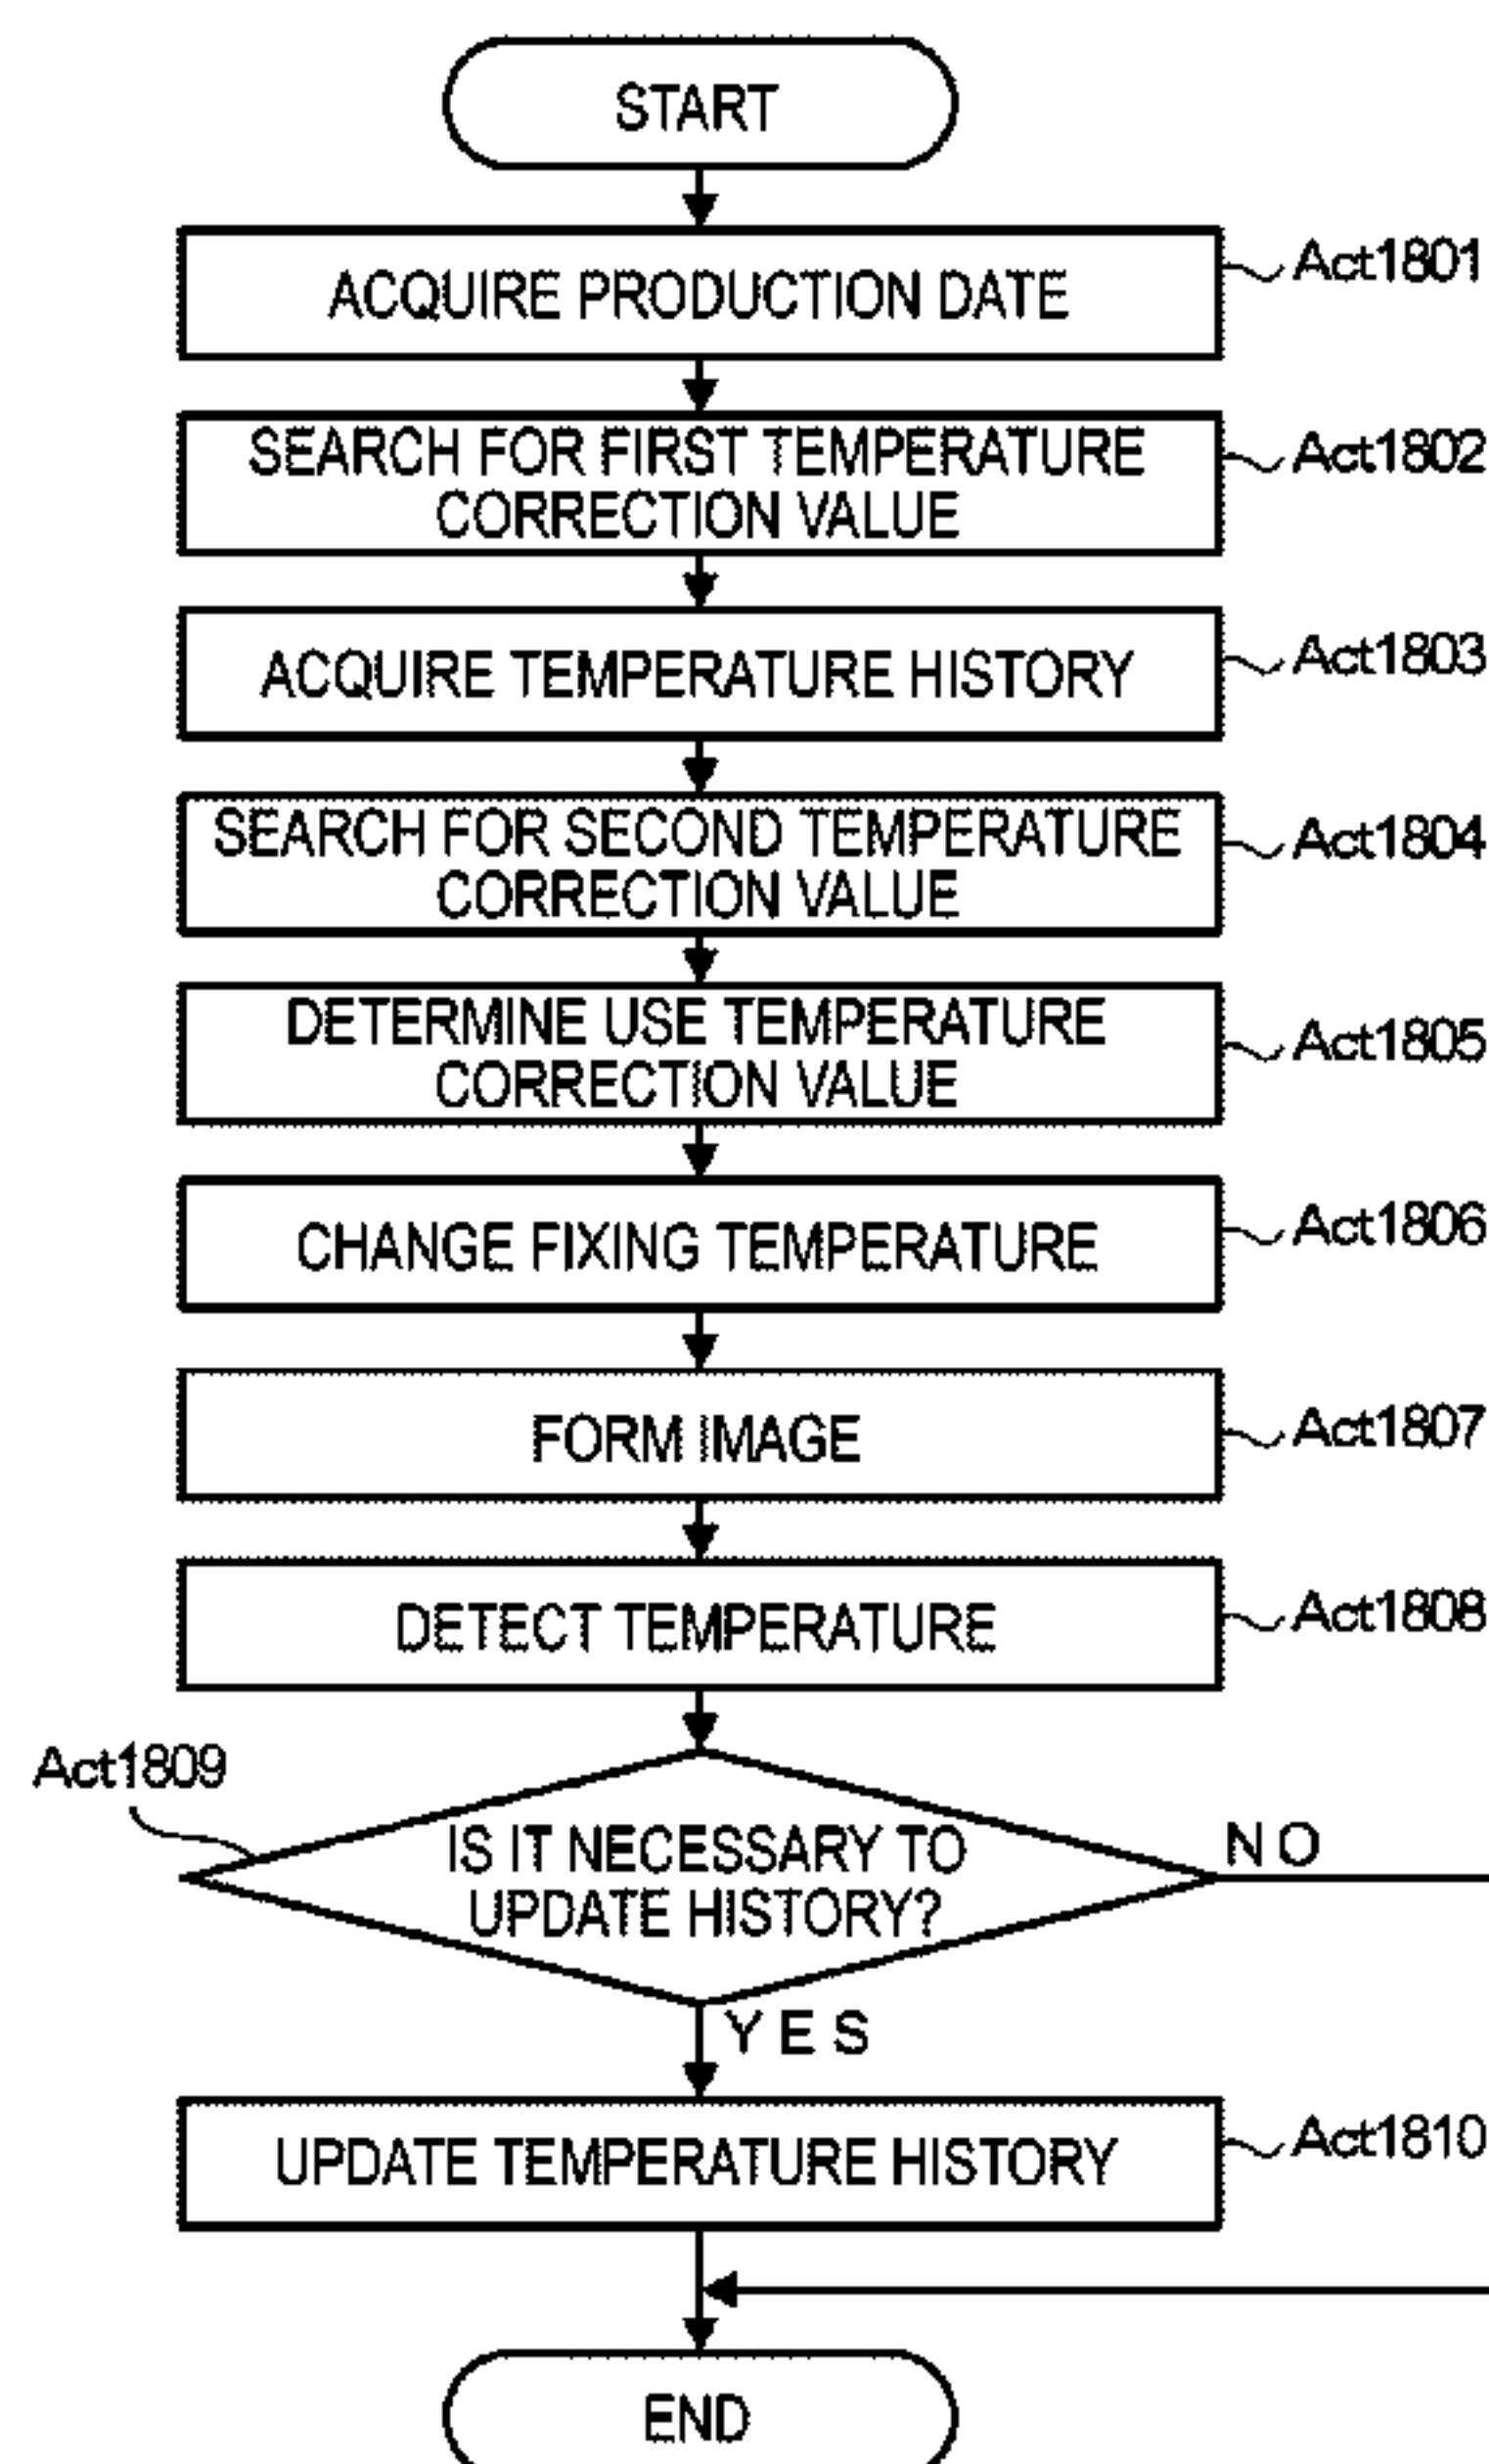 START
ACQUIRE PRODUCTION DATE
Act1801
SEARCH FOR FIRST TEMPERATURE
CORRECTION VALUE
Act1802
ACQUIRE TEMPERATURE HISTORY
Act1803
SEARCH FOR SECOND TEMPERATURE
CORRECTION VALUE
Act1804
DETERMINE USE TEMPERATURE
CORRECTION VALUE
Act1805
CHANGE FIXING TEMPERATURE
Act1806
FORM IMAGE
Act1807
DETECT TEMPERATURE
Act1808
Act1809
IS IT NECESSARY TO
UPDATE HISTORY?
NO
YES
UPDATE TEMPERATURE HISTORY
Act1810
END